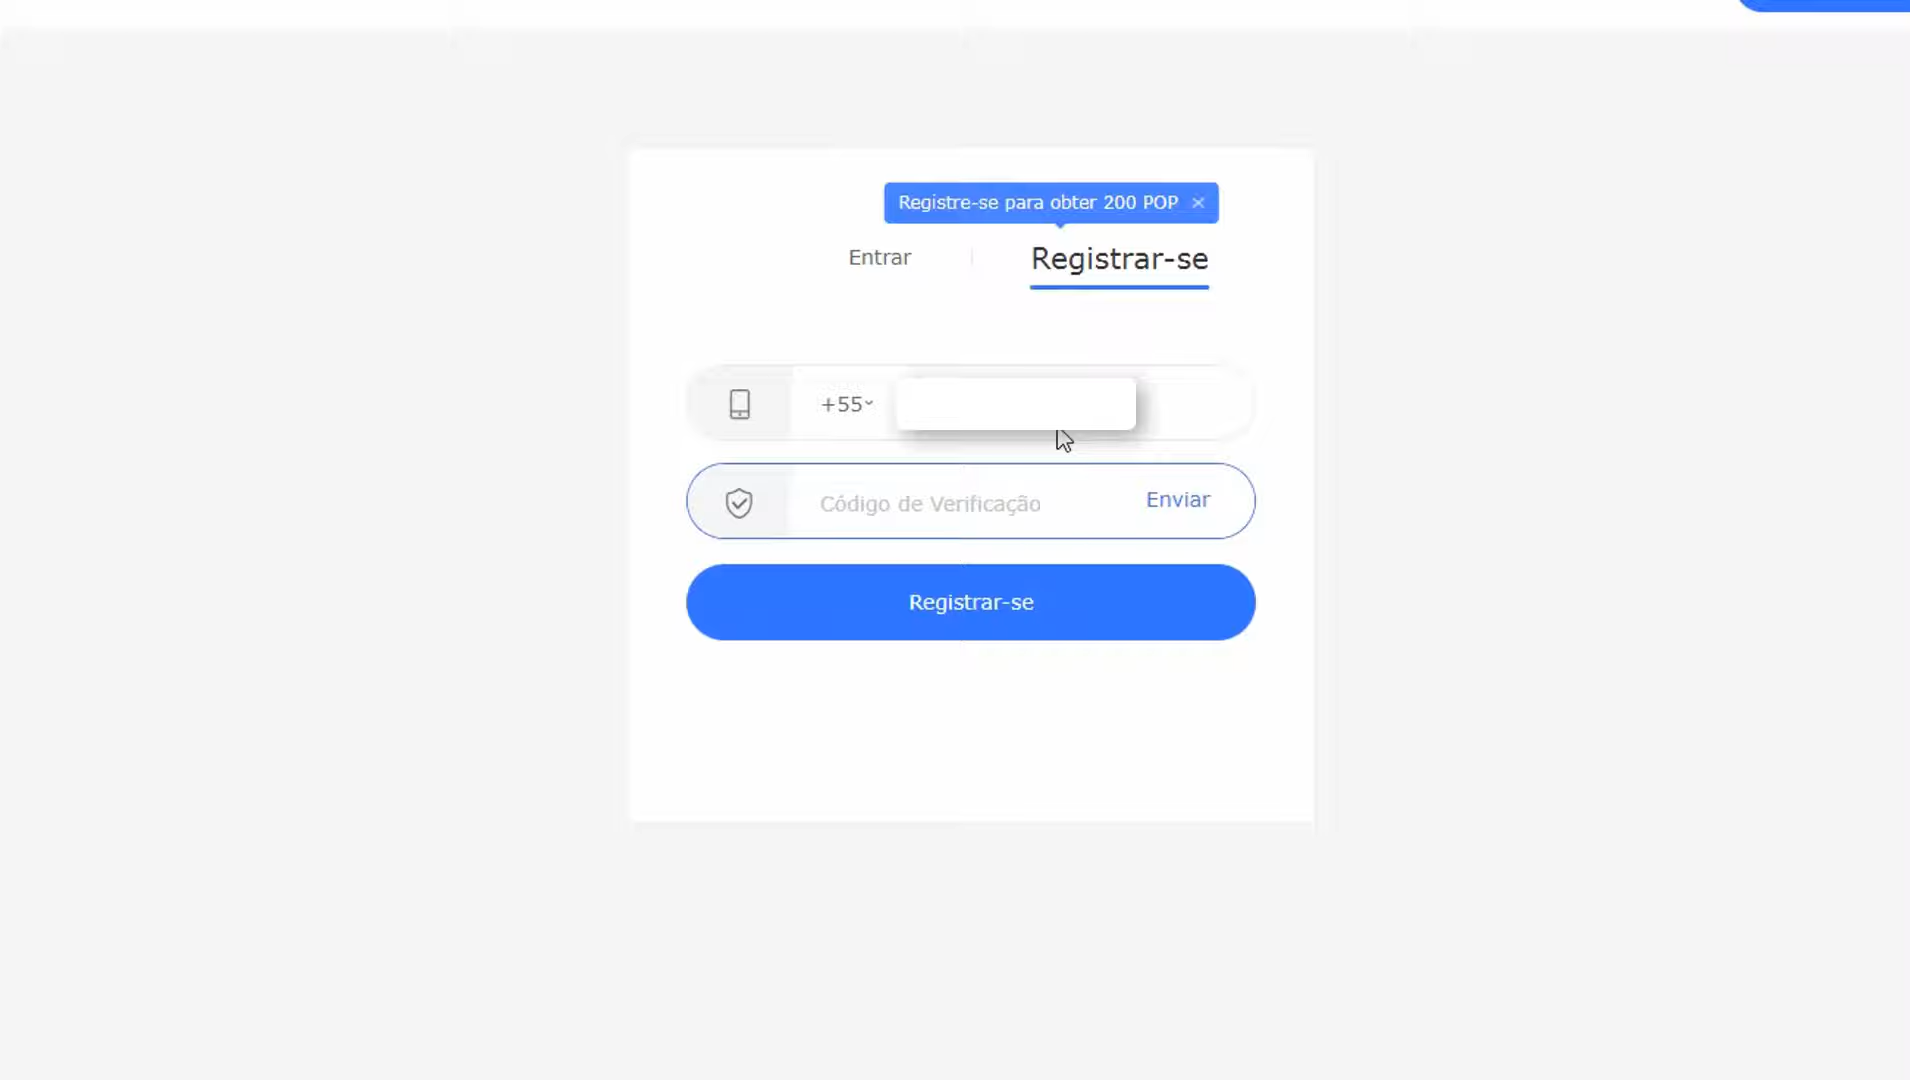 Registre-se para obter 200 POP ×
Entrar
Registrar-se
+55
Código de Verificação
Enviar
Registrar-se